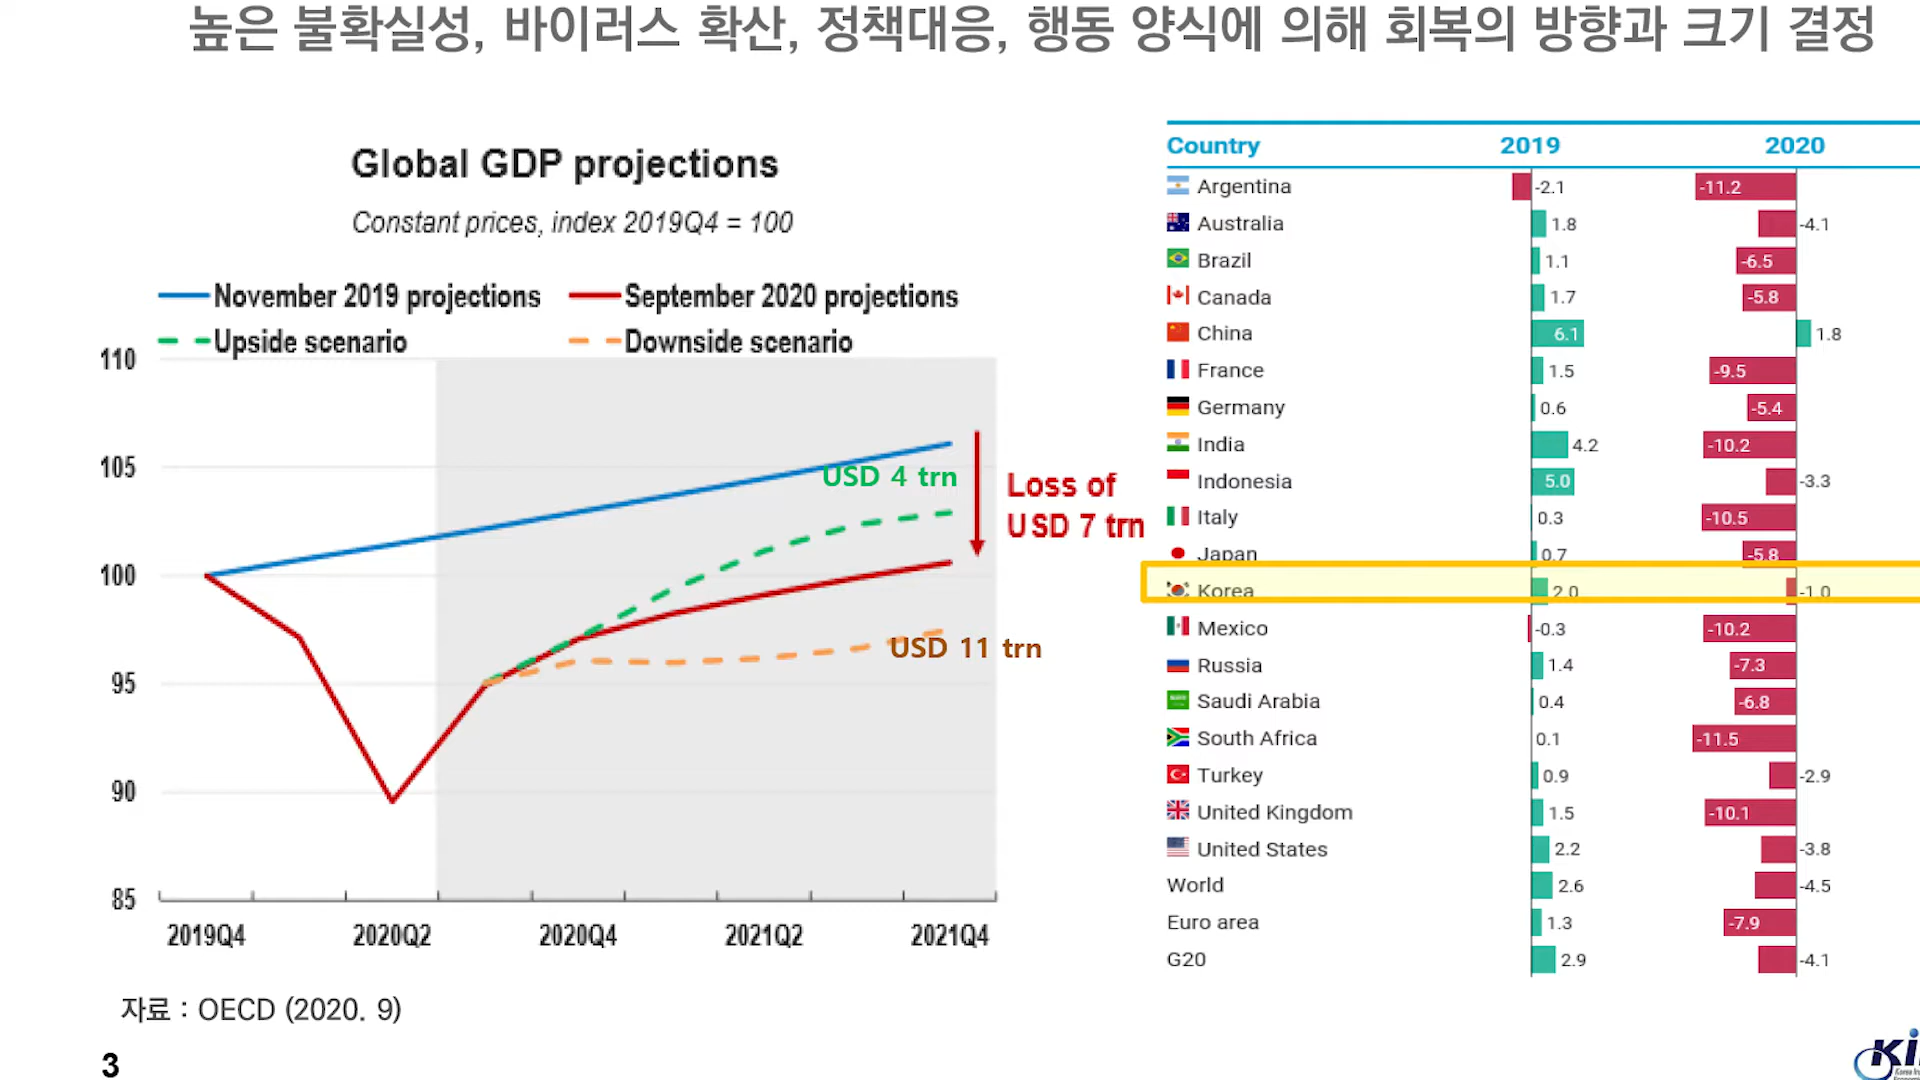 높은 불확실성, 바이러스 확산, 정책대응, 행동 양식에 의해 회복의 방향과 크기 결정
Global GDP projections
Constant prices, index 2019Q4 = 100
November 2019 projections
September 2020 projections
Upside scenario
Downside scenario
110
105
100
95
90
85
USD 4 trn
Loss of
USD 7 trn
USD 11 trn
2019Q4 2020Q2 2020Q4 2021Q2 2021Q4
Country 2019 2020
Argentina -2.1 -11.2
Australia 1.8 -4.1
Brazil 1.1 -6.5
Canada 1.7 -5.8
China 6.1 1.8
France 1.5 -9.5
Germany 0.6 -5.4
India 4.2 -10.2
Indonesia 5.0 -3.3
Italy 0.3 -10.5
Japan 0.7 -5.8
Korea 2.0 -1.0
Mexico -0.3 -10.2
Russia 1.4 -7.3
Saudi Arabia 0.4 -6.8
South Africa 0.1 -11.5
Turkey 0.9 -2.9
United Kingdom 1.5 -10.1
United States 2.2 -3.8
World 2.6 -4.5
Euro area 1.3 -7.9
G20 2.9 -4.1
자료 : OECD (2020. 9)
3